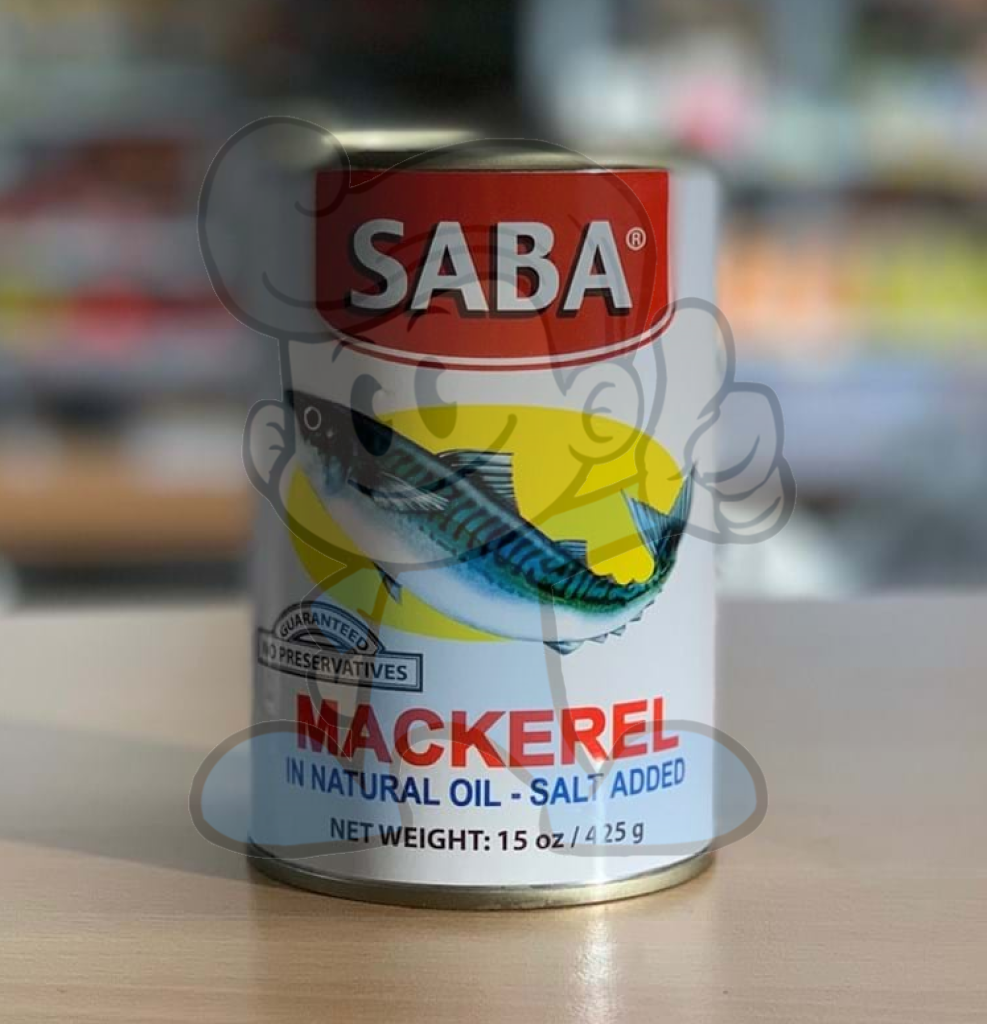 SABA®
GUARANTEED
NO PRESERVATIVES
MACKEREL
IN NATURAL OIL - SALT ADDED
NET WEIGHT: 15 oz / 425 g